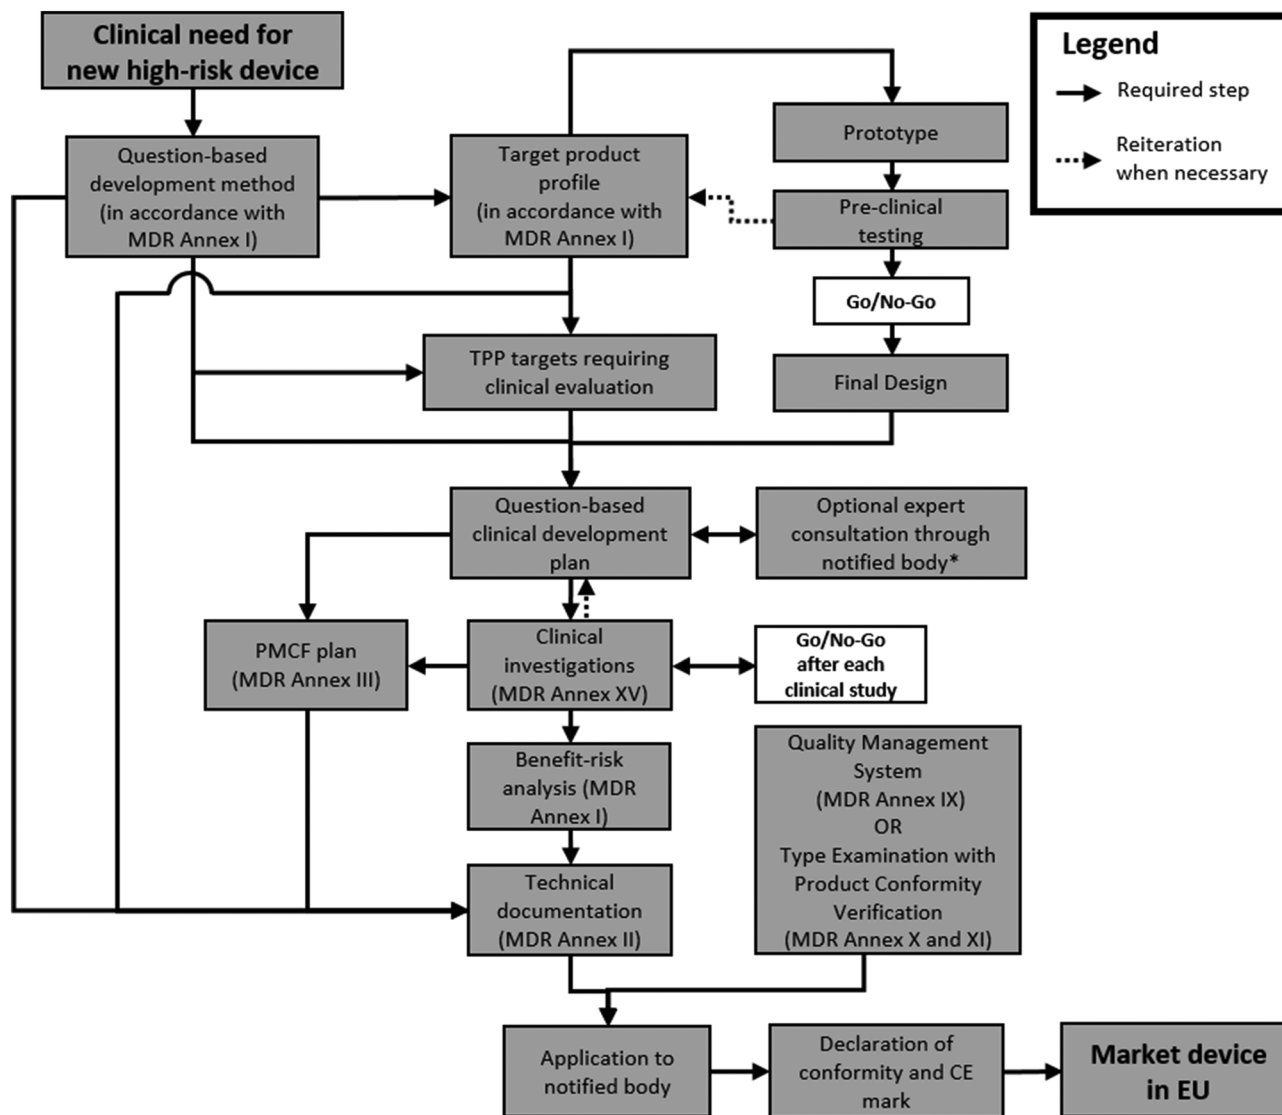 Clinical need for
new high-risk device
Legend
Required step
Reiteration
when necessary
Question-based
development method
(in accordance with
MDR Annex I)
Target product
profile
(in accordance with
MDR Annex I)
Prototype
Pre-clinical
testing
Go/No-Go
TPP targets requiring
clinical evaluation
Final Design
Question-based
clinical development
plan
Optional expert
consultation through
notified body*
PMCF plan
(MDR Annex III)
Clinical
investigations
(MDR Annex XV)
Go/No-Go
after each
clinical study
Benefit-risk
analysis (MDR
Annex I)
Quality Management
System
(MDR Annex IX)
OR
Type Examination with
Product Conformity
Verification
(MDR Annex X and XI)
Technical
documentation
(MDR Annex II)
Application to
notified body
Declaration of
conformity and CE
mark
Market device
in EU